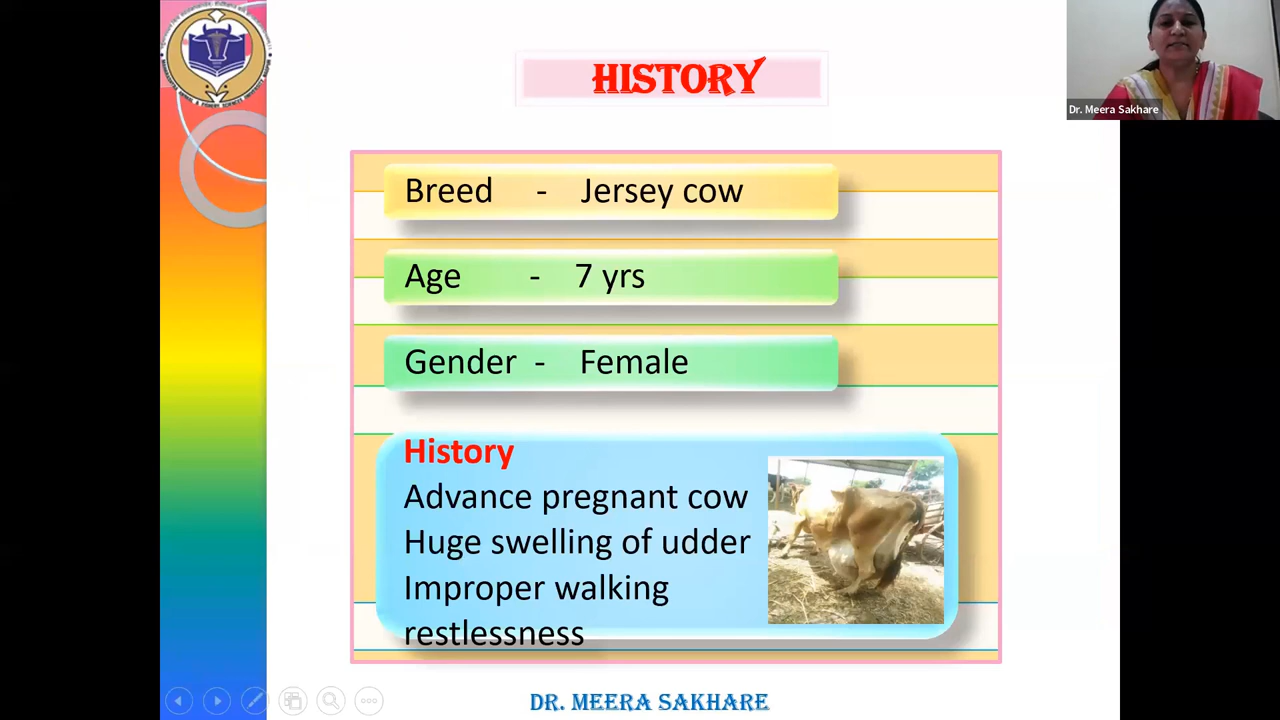 HISTORY
Dr. Meera Sakhare
Breed - Jersey cow
Age - 7 yrs
Gender - Female
History
Advance pregnant cow
Huge swelling of udder
Improper walking
restlessness
DR. MEERA SAKHARE